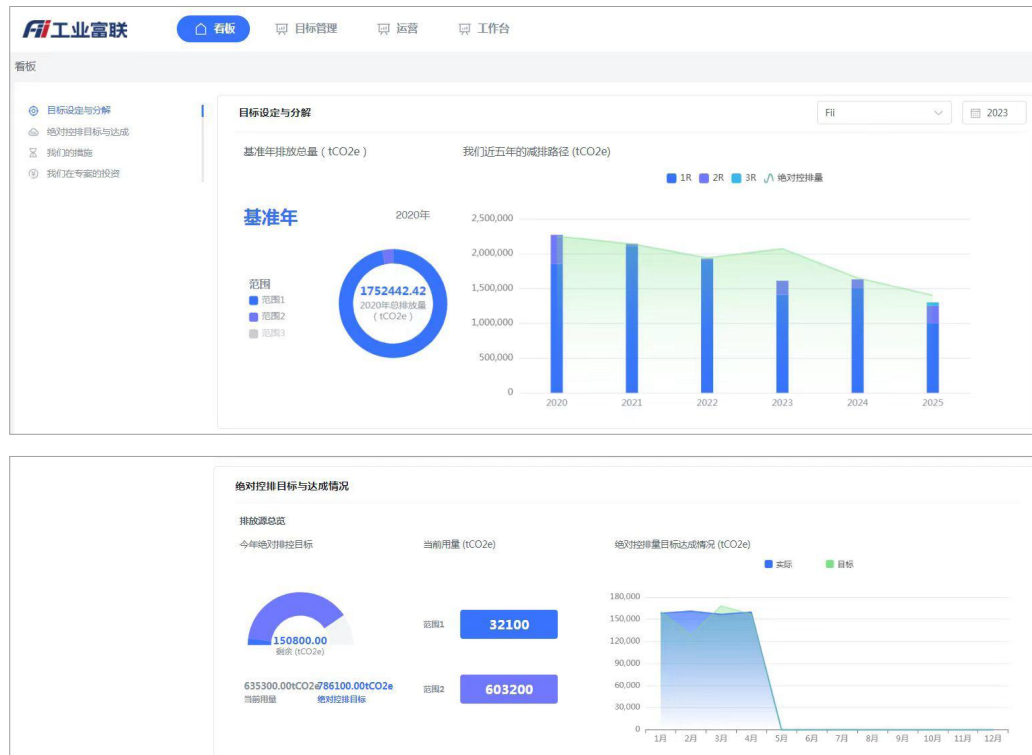 Fii工业富联
看板
目标管理
运营
工作台
看板
目标设定与分解
绝对控排目标与达成
我们的措施
我们在专案的投资
目标设定与分解
Fii
2023
基准年排放总量 ( tCO2e )
我们近五年的减排路径 (tCO2e)
1R
2R
3R
绝对控排量
基准年
2020年
范围
范围1
范围2
范围3
1752442.42
2020年总排放量
( tCO2e )
2,500,000
2,000,000
1,500,000
1,000,000
500,000
0
2020
2021
2022
2023
2024
2025
绝对控排目标与达成情况
排放源总览
今年绝对排控目标
当前用量 (tCO2e)
绝对控排量目标达成情况 (tCO2e)
实际
目标
150800.00
剩余 (tCO2e)
635300.00tCO2e
当前用量
786100.00tCO2e
绝对控排目标
范围1
32100
范围2
603200
180,000
150,000
120,000
90,000
60,000
30,000
0
1月
2月
3月
4月
5月
6月
7月
8月
9月
10月
11月
12月